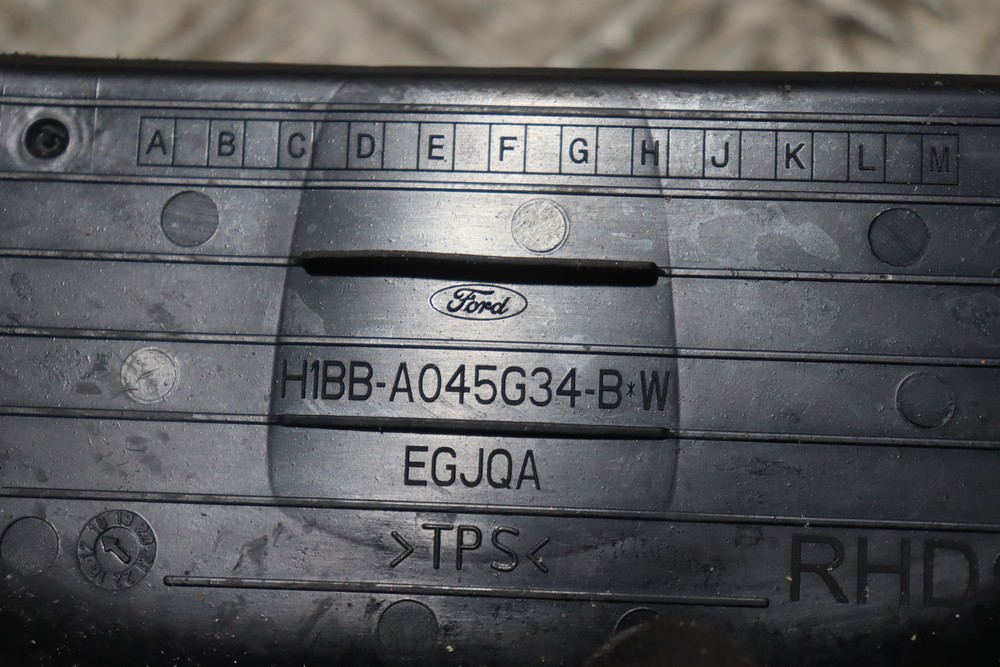 A B C D E F G H J K L M
Ford
H1BB-A045G34-B*W
EGJQA
>TPS<
RHD